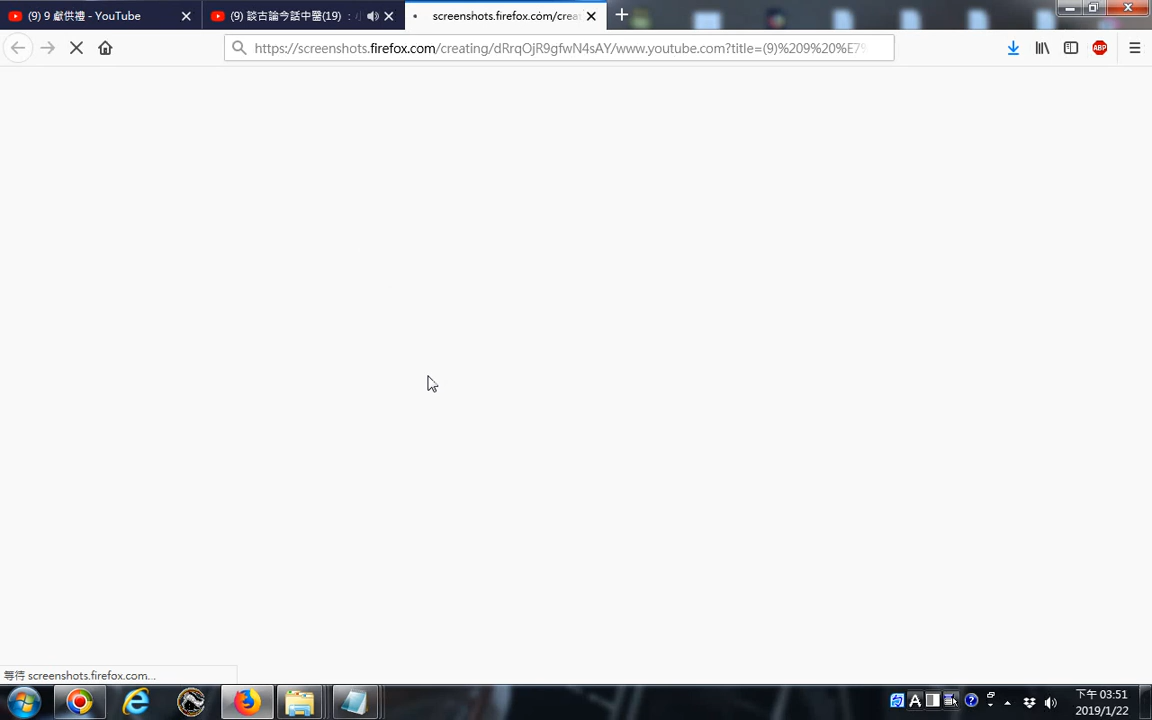 (9) 9 獻供禮 - YouTube
(9) 談古論今話中醫(19) ：
screenshots.firefox.com/crea
https://screenshots.firefox.com/creating/dRrqOjR9gfwN4sAY/www.youtube.com?title=(9)%209%20%E7%
ABP
等待 screenshots.firefox.com...
A
下午 03:51
2019/1/22